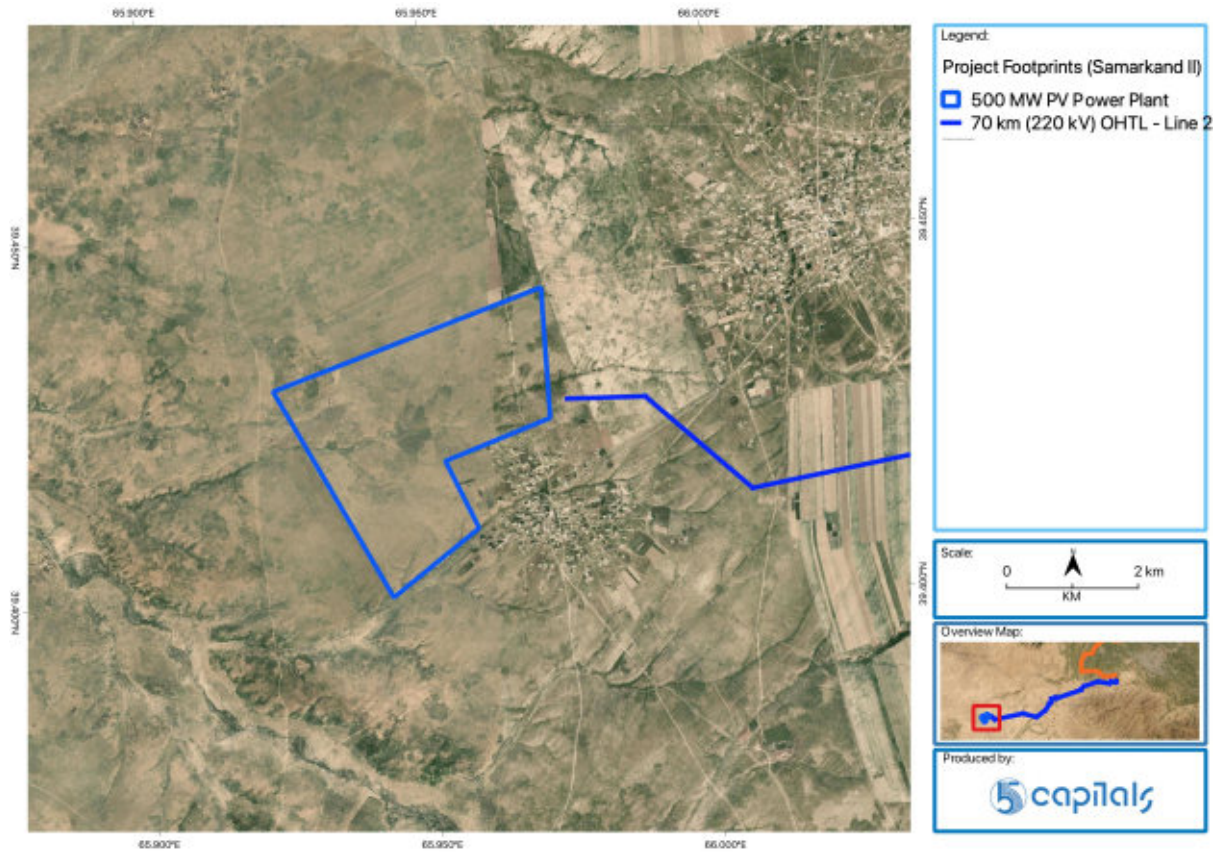 65.900°E 65.950°E 66.000°E
39.450°N
39.400°N
39.450°N
39.400°N
65.900°E 65.950°E 66.000°E
Legend:
Project Footprints (Samarkand II)
500 MW PV Power Plant
70 km (220 kV) OHTL - Line 2
Scale:
N
0 2 km
KM
Overview Map:
Produced by:
5 capitals